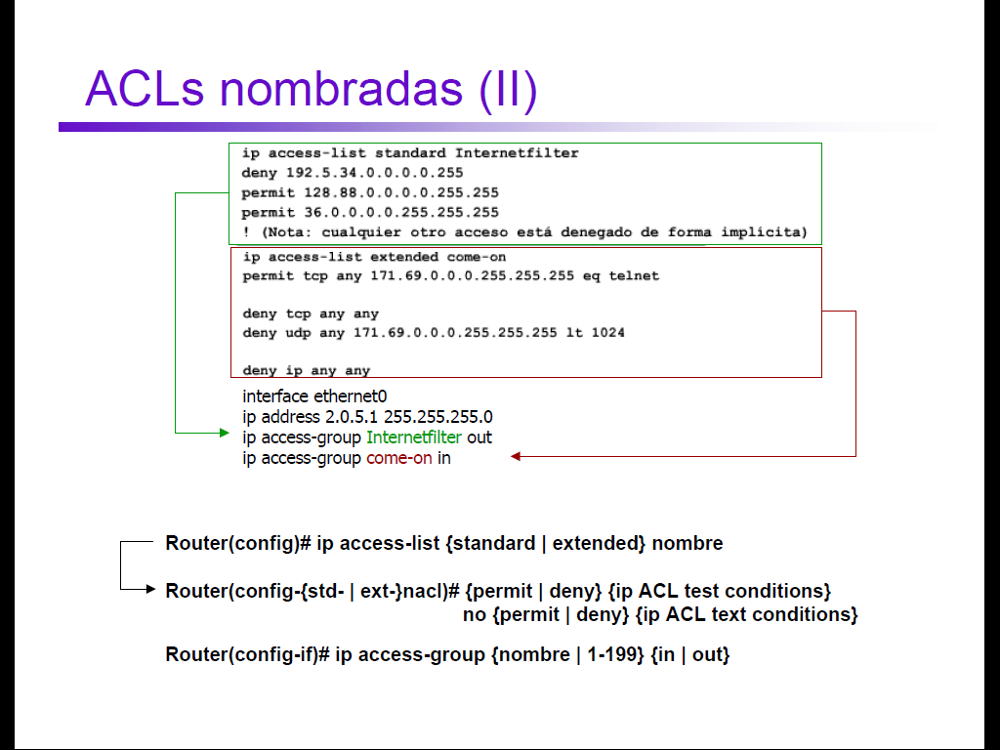 ACLs nombradas (II)
ip access-list standard Internetfilter
deny 192.5.34.0.0.0.0.255
permit 128.88.0.0.0.0.255.255
permit 36.0.0.0.0.255.255.255
! (Nota: cualquier otro acceso está denegado de forma implícita)
ip access-list extended come-on
permit tcp any 171.69.0.0.0.255.255.255 eq telnet
deny tcp any any
deny udp any 171.69.0.0.0.255.255.255 lt 1024
deny ip any any
interface ethernet0
ip address 2.0.5.1 255.255.255.0
ip access-group Internetfilter out
ip access-group come-on in
Router(config)# ip access-list {standard | extended} nombre
Router(config-{std- | ext-}nacl)# {permit | deny} {ip ACL test conditions}
no {permit | deny} {ip ACL text conditions}
Router(config-if)# ip access-group {nombre | 1-199} {in | out}